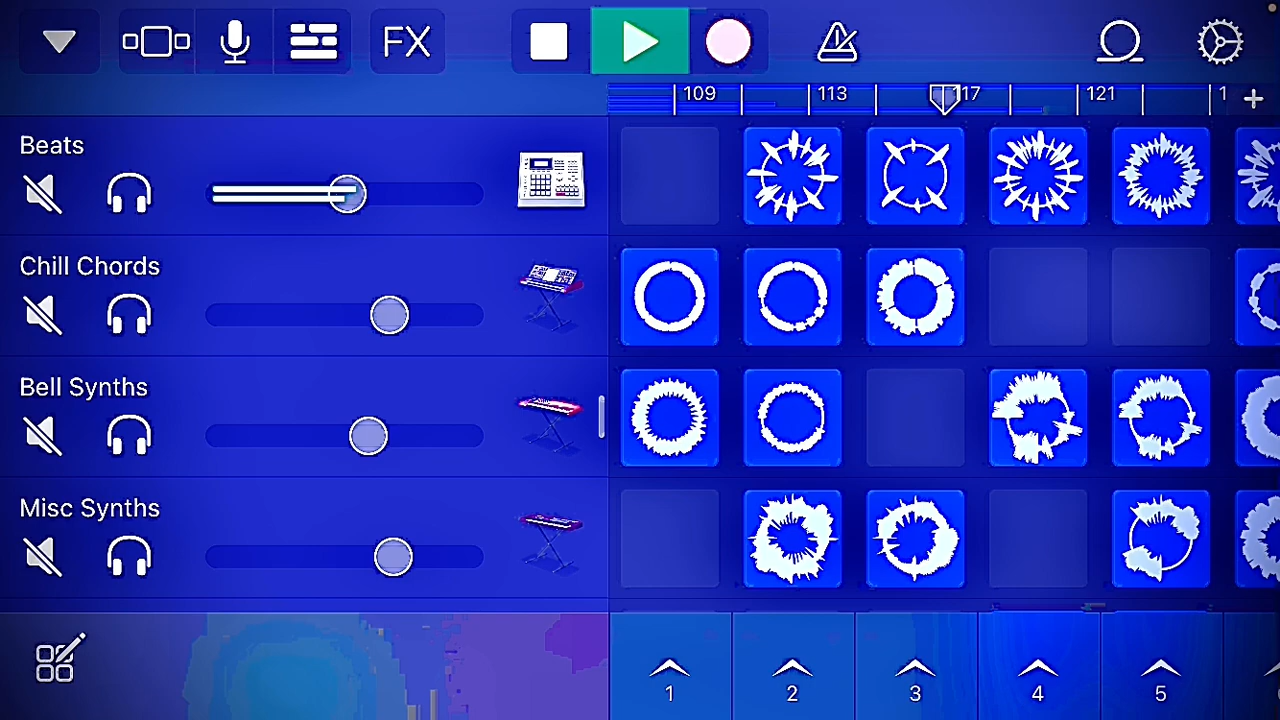 FX
109 113 117 121 1
Beats
Chill Chords
Bell Synths
Misc Synths
1 2 3 4 5